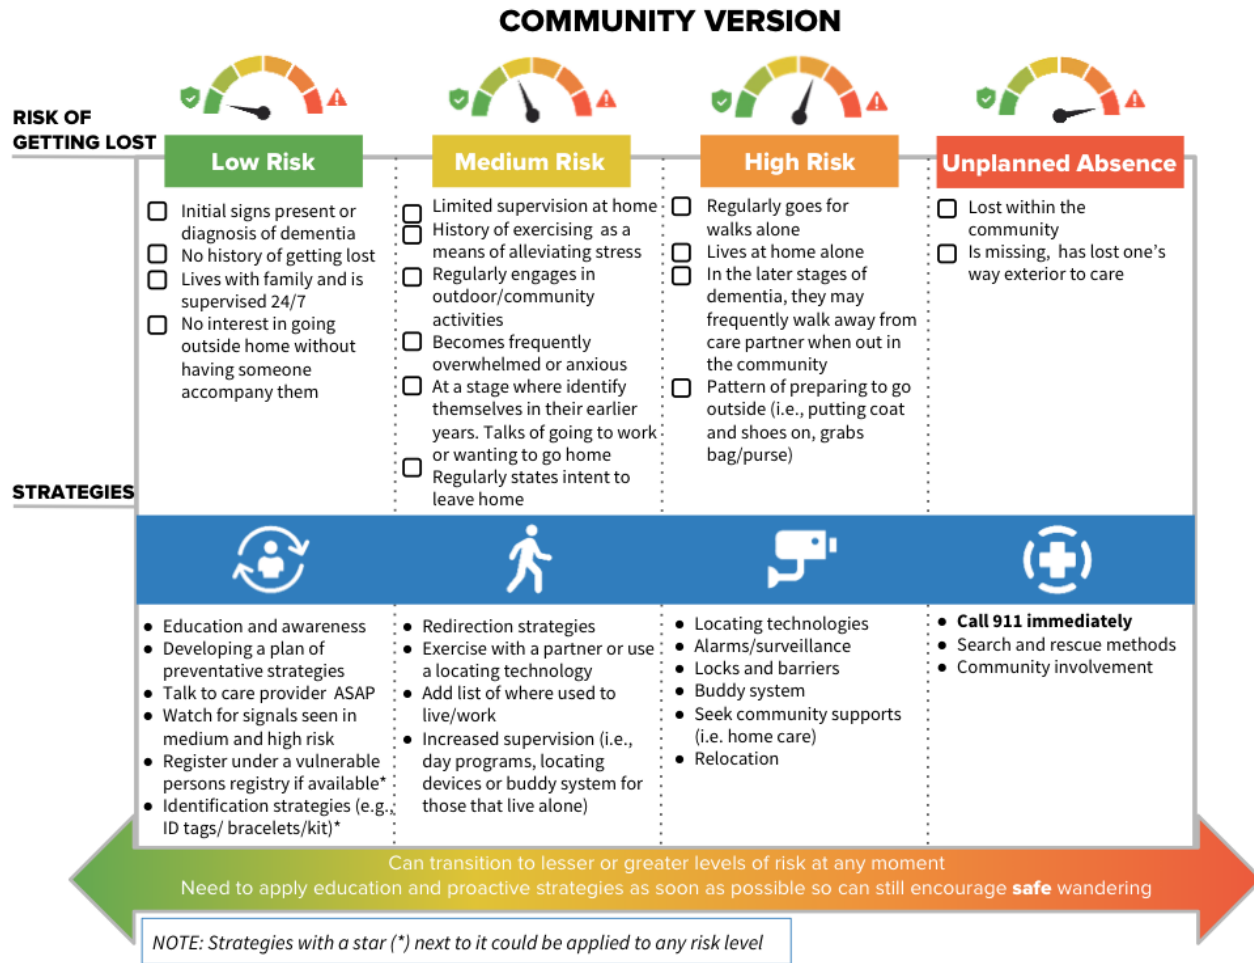 COMMUNITY VERSION
RISK OF
GETTING LOST
Low Risk
Initial signs present or
diagnosis of dementia
No history of getting lost
Lives with family and is
supervised 24/7
No interest in going
outside home without
having someone
accompany them
Medium Risk
Limited supervision at home
History of exercising as a
means of alleviating stress
Regularly engages in
outdoor/community
activities
Becomes frequently
overwhelmed or anxious
At a stage where identify
themselves in their earlier
years. Talks of going to work
or wanting to go home
Regularly states intent to
leave home
High Risk
Regularly goes for
walks alone
Lives at home alone
In the later stages of
dementia, they may
frequently walk away from
care partner when out in
the community
Pattern of preparing to go
outside (i.e., putting coat
and shoes on, grabs
bag/purse)
Unplanned Absence
Lost within the
community
Is missing, has lost one's
way exterior to care
STRATEGIES
• Education and awareness
• Developing a plan of
preventative strategies
• Talk to care provider ASAP
• Watch for signals seen in
medium and high risk
• Register under a vulnerable
persons registry if available*
• Identification strategies (e.g.,
ID tags/ bracelets/kit)*
• Redirection strategies
• Exercise with a partner or use
a locating technology
• Add list of where used to
live/work
• Increased supervision (i.e.,
day programs, locating
devices or buddy system for
those that live alone)
• Locating technologies
• Alarms/surveillance
• Locks and barriers
• Buddy system
• Seek community supports
(i.e. home care)
• Relocation
• Call 911 immediately
• Search and rescue methods
• Community involvement
Can transition to lesser or greater levels of risk at any moment
Need to apply education and proactive strategies as soon as possible so can still encourage safe wandering
NOTE: Strategies with a star (*) next to it could be applied to any risk level